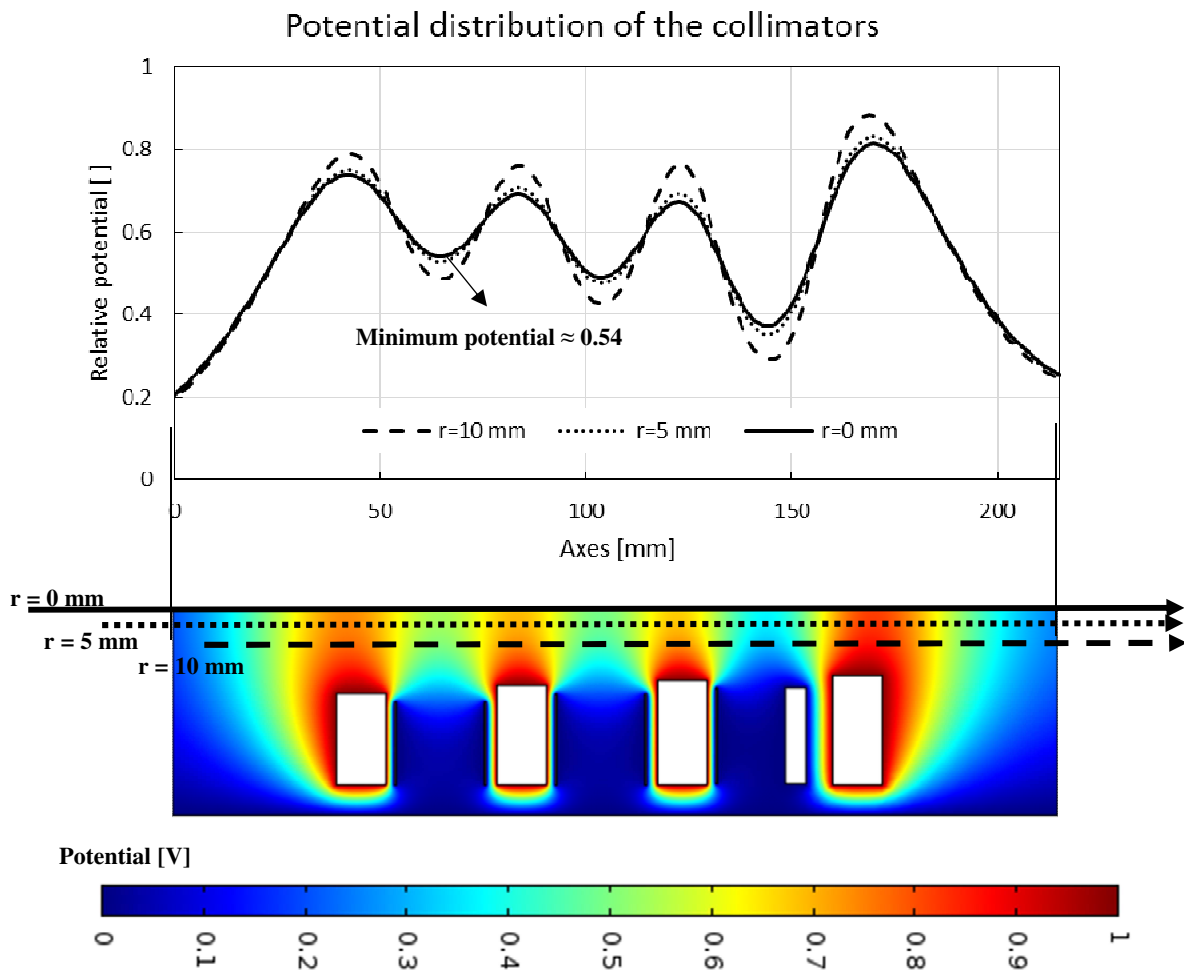 Potential distribution of the collimators
1
0.8
0.6
0.4
0.2
0
Relative potential [ ]
Minimum potential ≈ 0.54
r=10 mm r=5 mm r=0 mm
0 50 100 150 200
Axes [mm]
r = 0 mm
r = 5 mm
r = 10 mm
Potential [V]
0 0.1 0.2 0.3 0.4 0.5 0.6 0.7 0.8 0.9 1